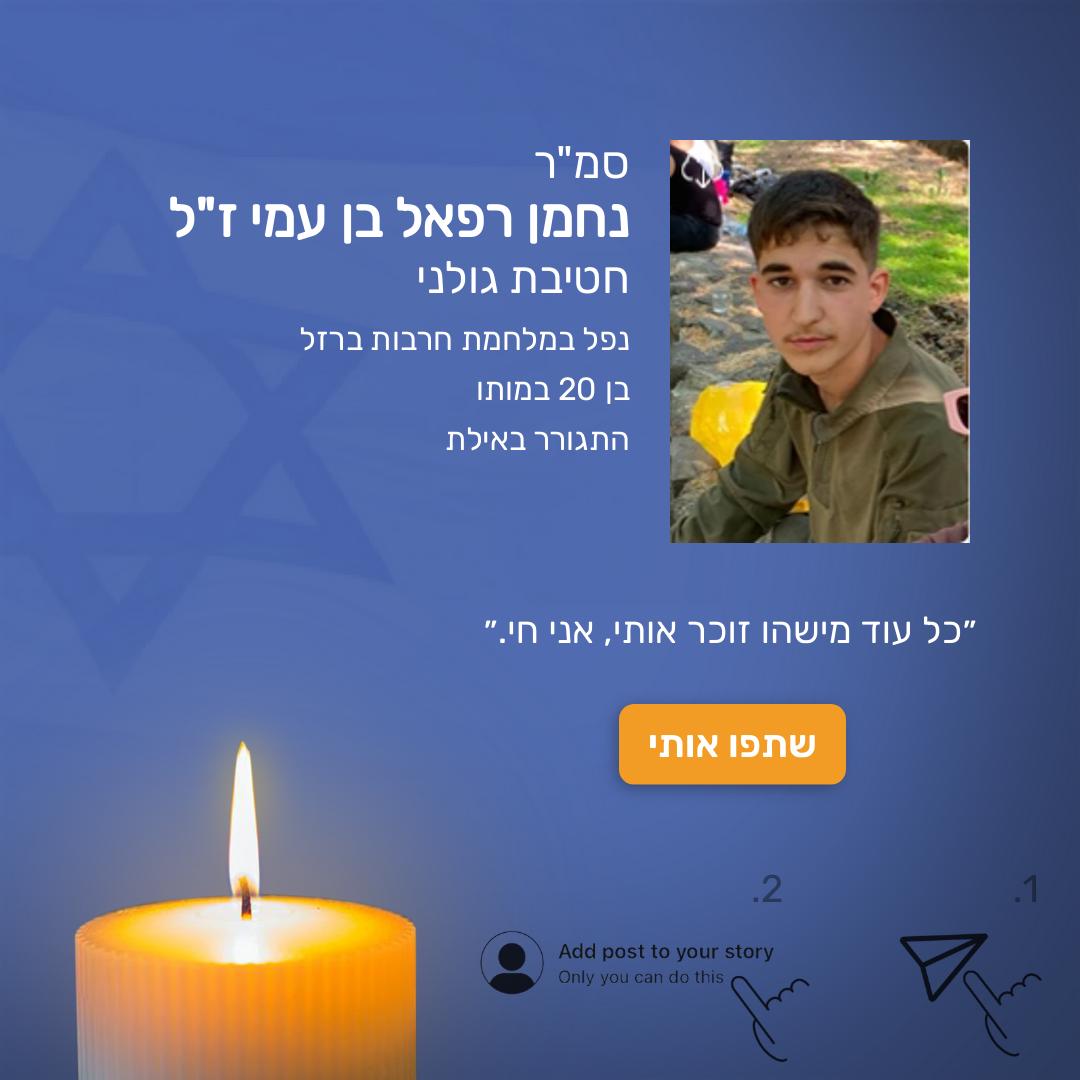 סמ"ר
נחמן רפאל בן עמי ז"ל
חטיבת גולני
נפל במלחמת חרבות ברזל
בן 20 במותו
התגורר באילת
״כל עוד מישהו זוכר אותי, אני חי.״
שתפו אותי
1.
2.
Add post to your story
Only you can do this